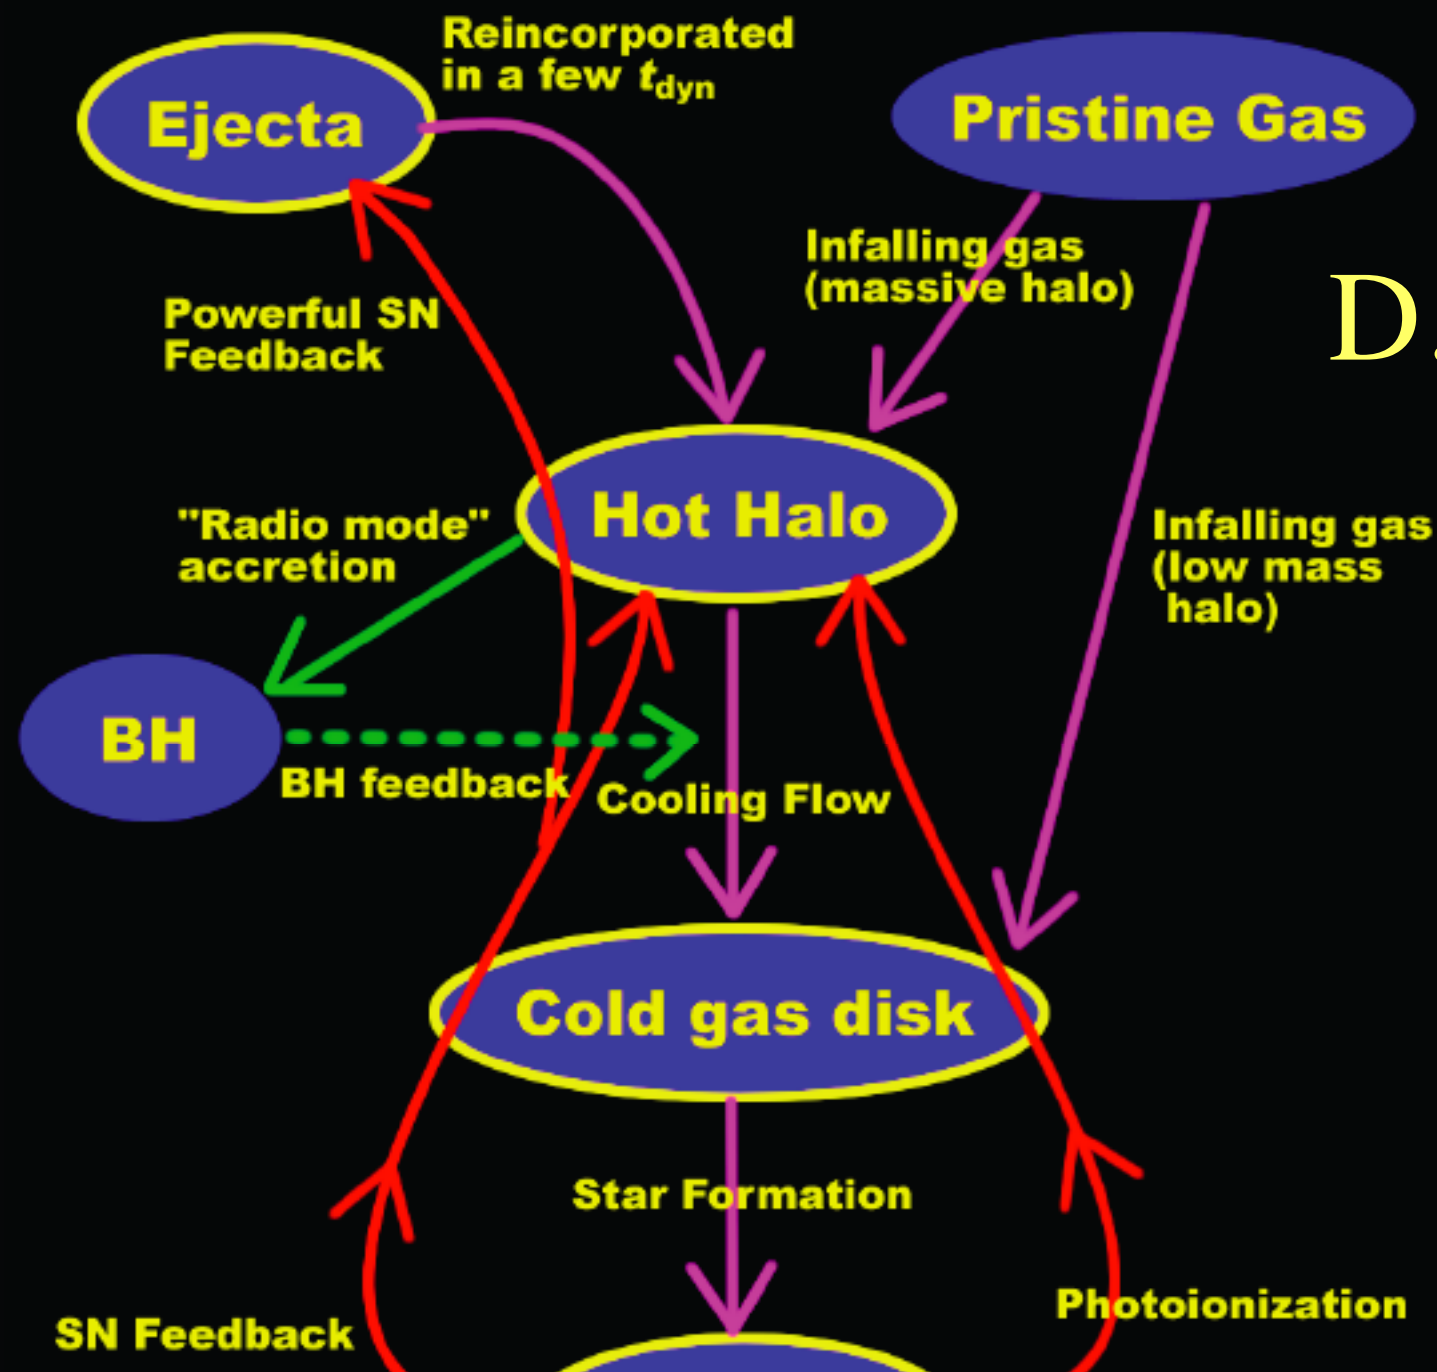 Reincorporated
in a few tdyn
Ejecta
Pristine Gas
Infalling gas
(massive halo)
D.
Powerful SN
Feedback
Hot Halo
"Radio mode"
accretion
Infalling gas
(low mass
halo)
BH
BH feedback
Cooling Flow
Cold gas disk
Star Formation
Photoionization
SN Feedback